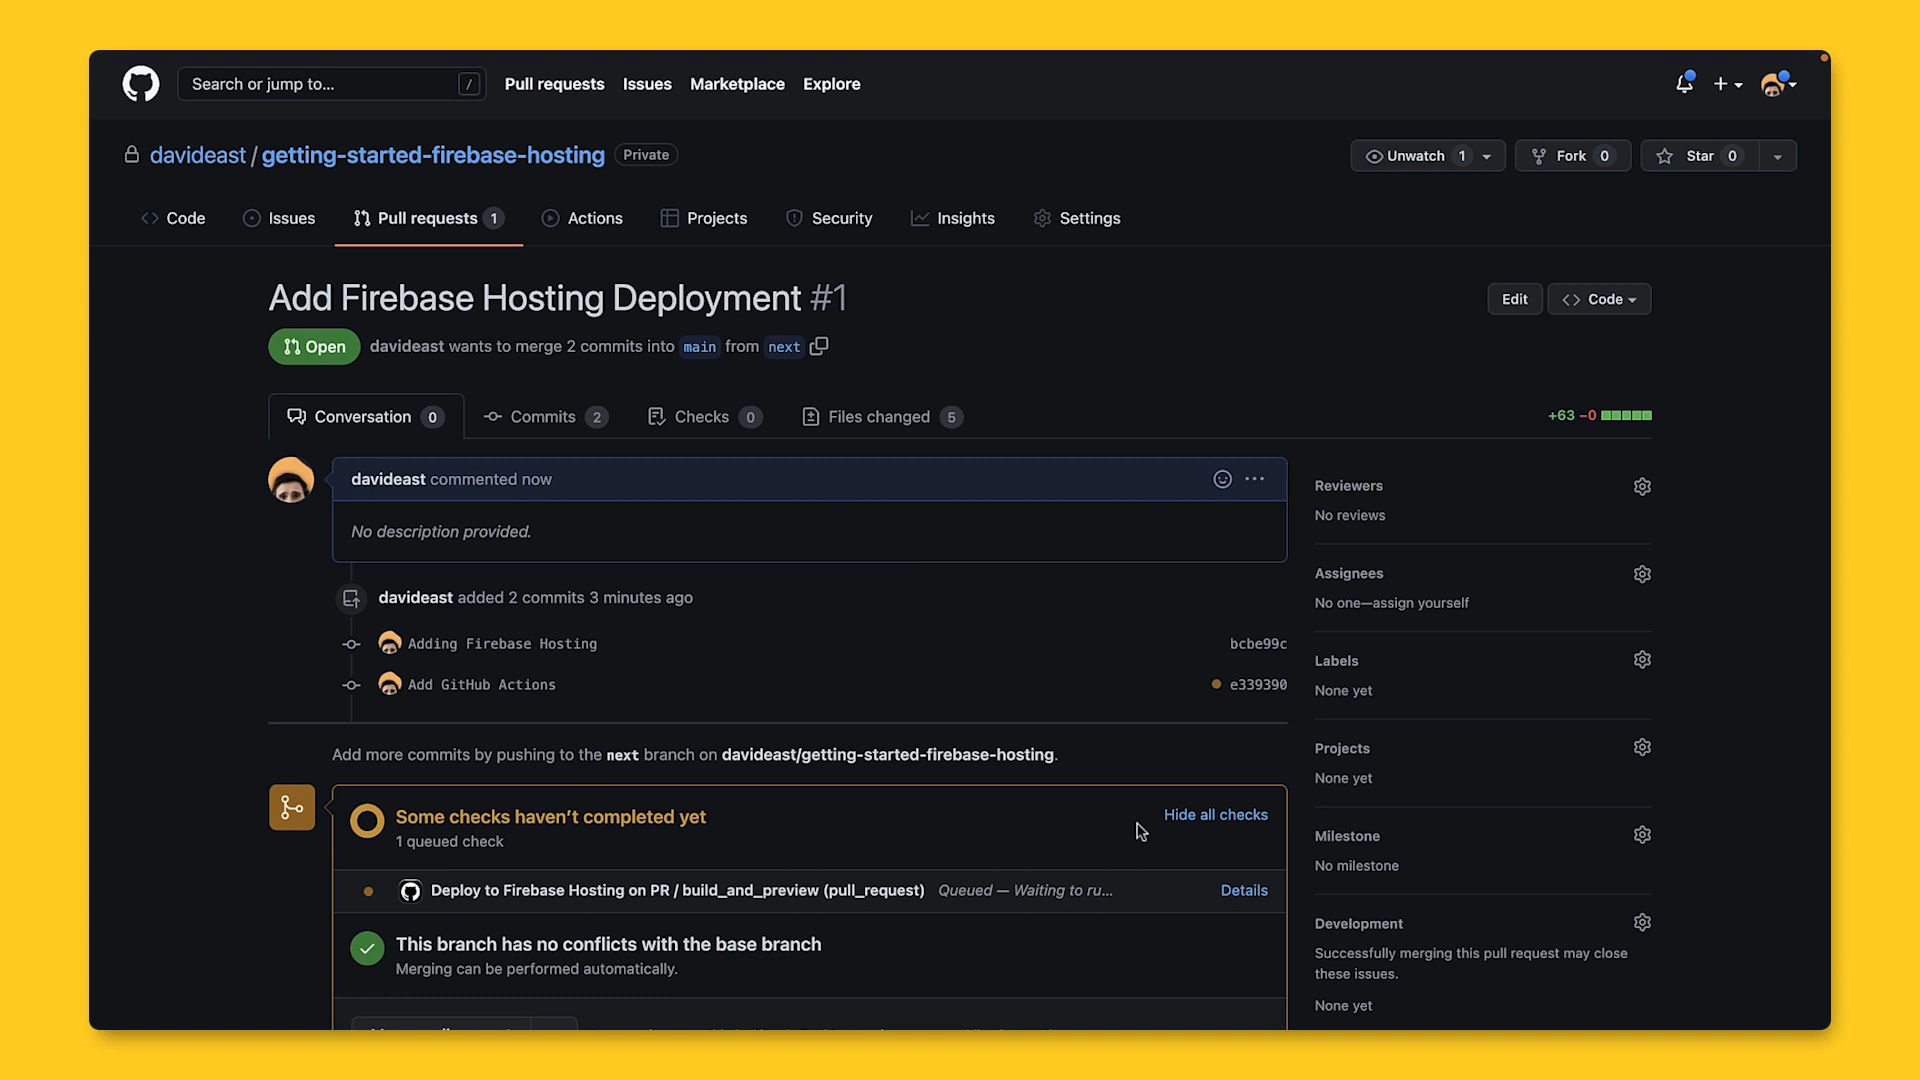 Search or jump to... /
Pull requests Issues Marketplace Explore
davideast / getting-started-firebase-hosting Private
Unwatch 1 Fork 0 Star 0
Code Issues Pull requests 1 Actions Projects Security Insights Settings
Add Firebase Hosting Deployment #1
Edit Code
Open davideast wants to merge 2 commits into main from next
Conversation 0 Commits 2 Checks 0 Files changed 5
+63 −0
davideast commented now
No description provided.
davideast added 2 commits 3 minutes ago
Adding Firebase Hosting bcbe99c
Add GitHub Actions e339390
Add more commits by pushing to the next branch on davideast/getting-started-firebase-hosting.
Some checks haven’t completed yet
1 queued check
Hide all checks
Deploy to Firebase Hosting on PR / build_and_preview (pull_request) Queued — Waiting to ru...
Details
This branch has no conflicts with the base branch
Merging can be performed automatically.
Reviewers
No reviews
Assignees
No one—assign yourself
Labels
None yet
Projects
None yet
Milestone
No milestone
Development
Successfully merging this pull request may close
these issues.
None yet